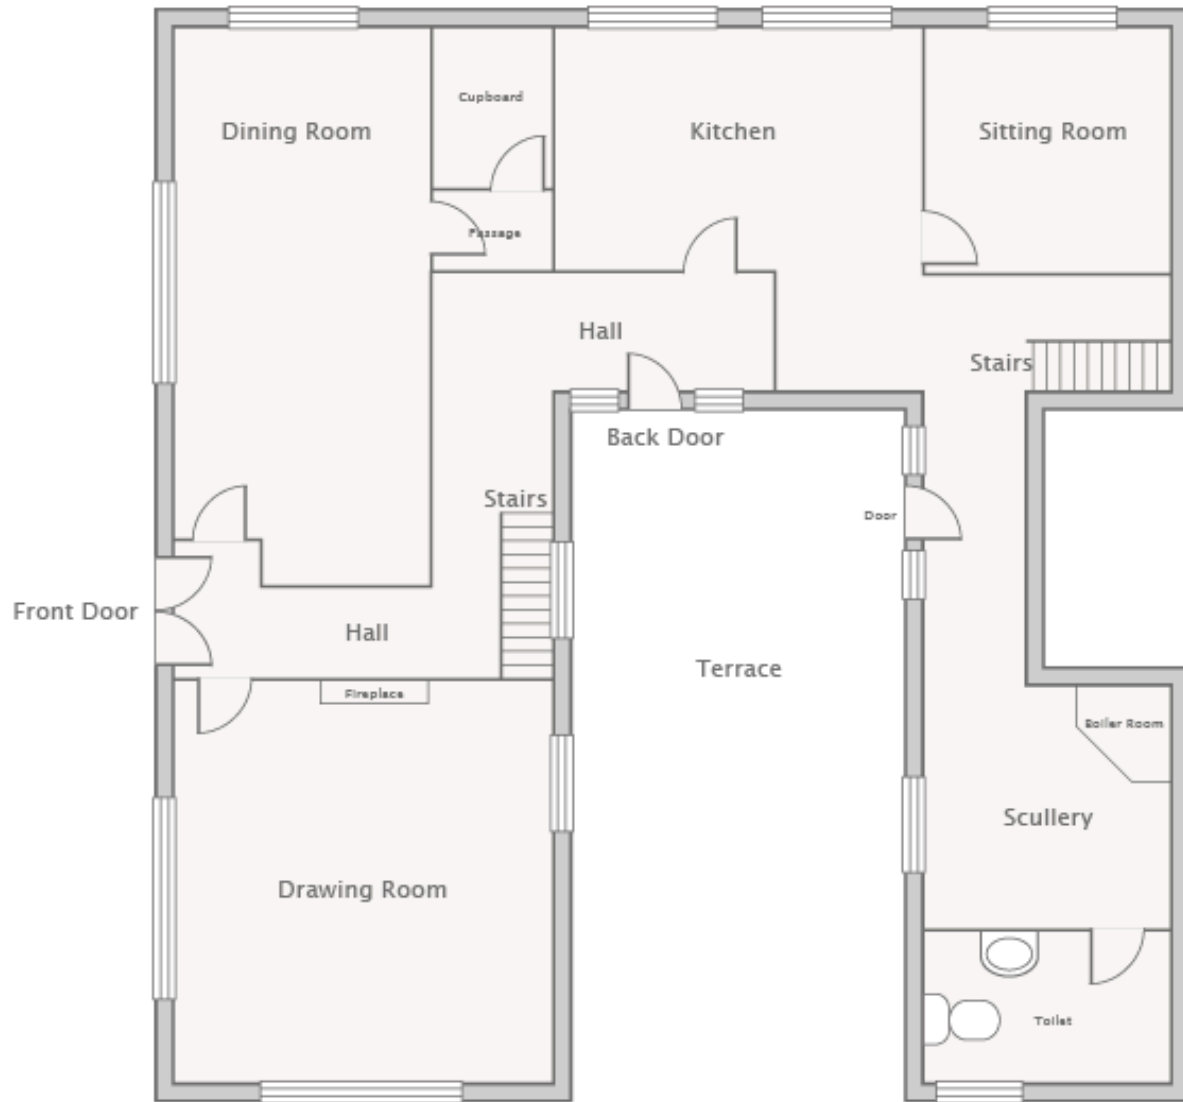 Cupboard
Dining Room
Kitchen
Sitting Room
Passage
Hall
Stairs
Back Door
Stairs
Door
Front Door
Hall
Terrace
Fireplace
Boiler Room
Scullery
Drawing Room
Toilet